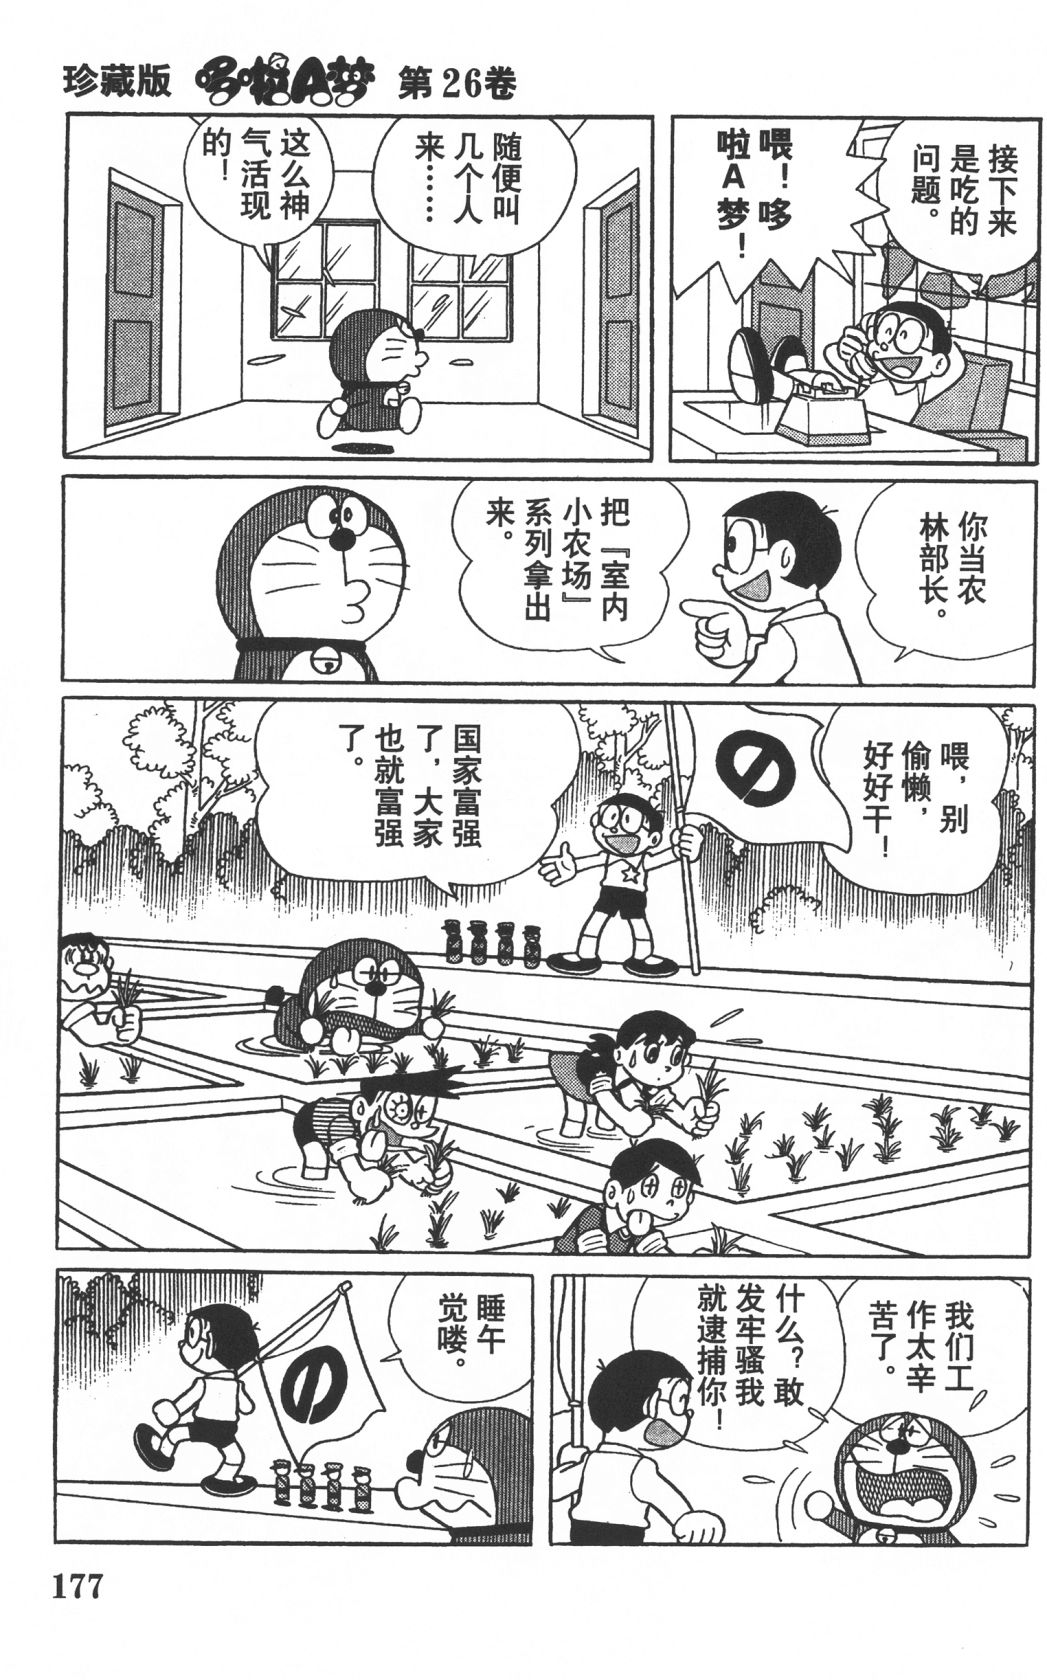 珍藏版 哆啦A梦 第26卷
接下来
是吃的
问题。
喂！哆
啦A梦！
随便叫
几个人
来……
这么神
气活现
的！
你当农
林部长。
把『室内
小农场』
系列拿出
来。
喂，别
偷懒，
好好干！
国家富强
了，大家
也就富强
了。
我们工
作太辛
苦了。
什么？敢
发牢骚我
就逮捕你！
睡午
觉喽。
177